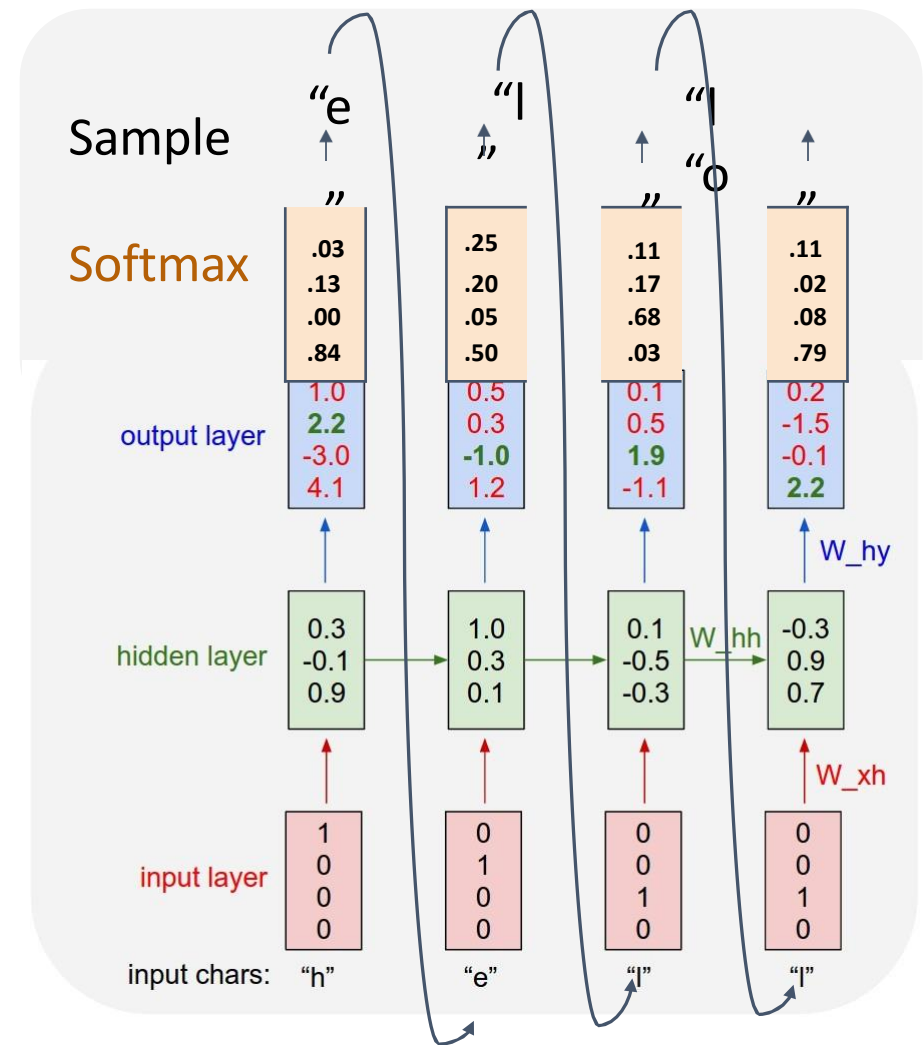 “e “l “l
Sample
” “o
” ” ”
Softmax
.03 .25 .11 .11
.13 .20 .17 .02
.00 .05 .68 .08
.84 .50 .03 .79
1.0 0.5 0.1 0.2
output layer 2.2 0.3 0.5 -1.5
-3.0 -1.0 1.9 -0.1
4.1 1.2 -1.1 2.2
W_hy
0.3 1.0 0.1 -0.3
hidden layer -0.1 0.3 -0.5 W_hh 0.9
0.9 0.1 -0.3 0.7
W_xh
1 0 0 0
0 1 0 0
input layer 0 0 1 1
0 0 0 0
input chars: “h” “e” “l” “l”